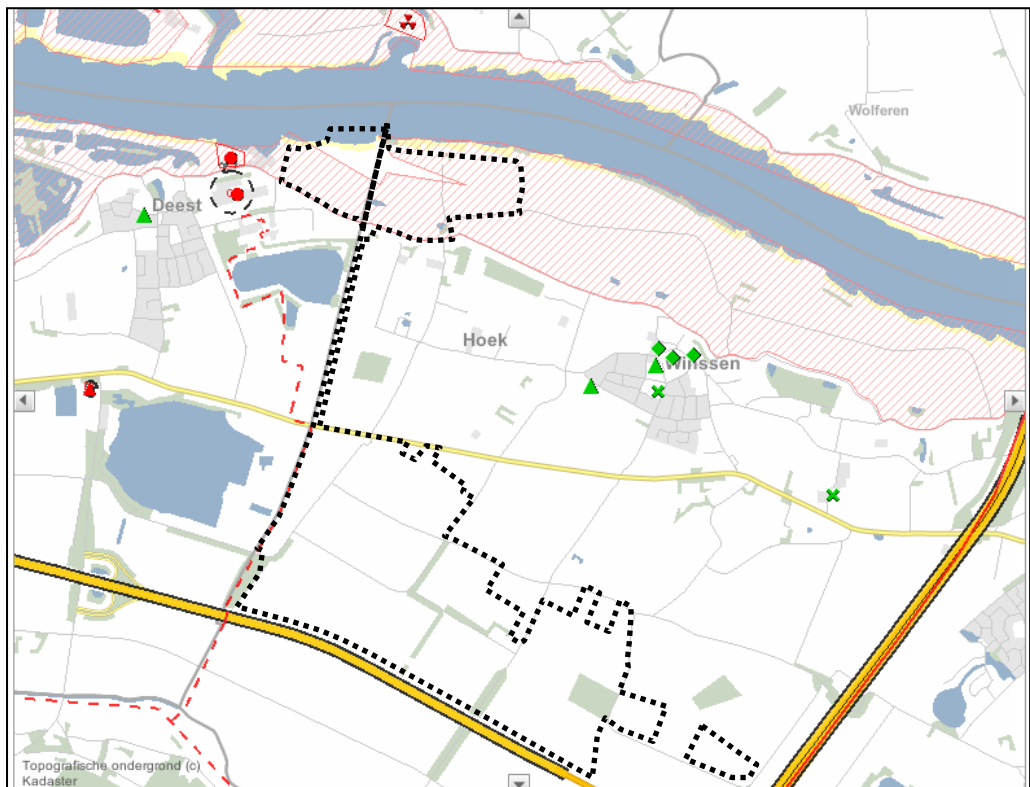 Wolferen
Deest
Hoek
Winssen
Topografische ondergrond (c)
Kadaster